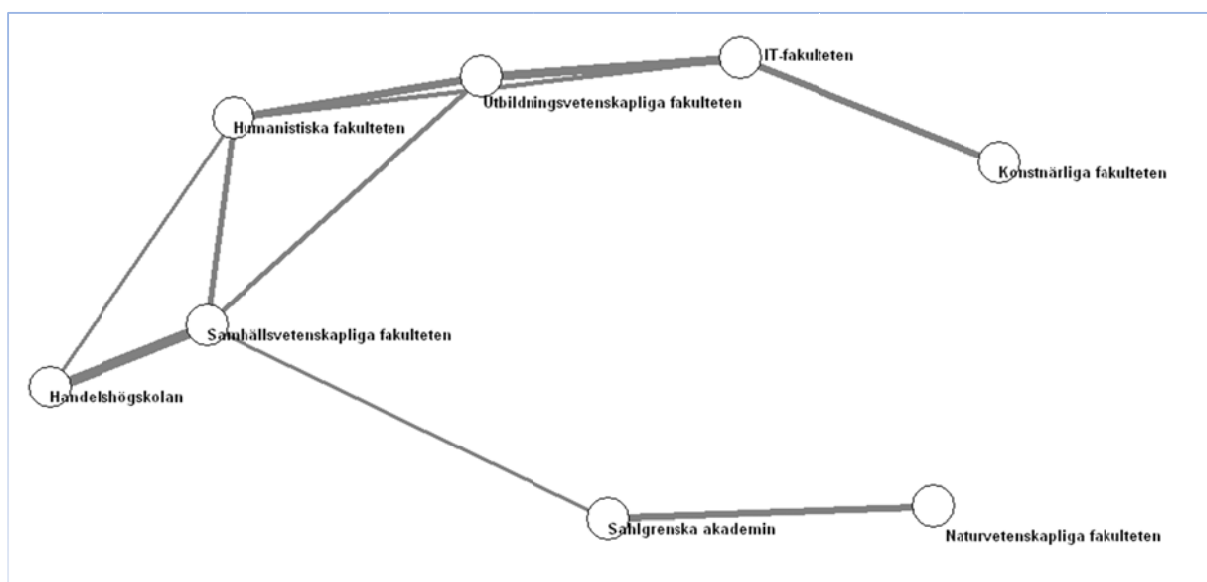 IT-fakulteten
Utbildningsvetenskapliga fakulteten
Humanistiska fakulteten
Konstnärliga fakulteten
Samhällsvetenskapliga fakulteten
Handelshögskolan
Sahlgrenska akademin
Naturvetenskapliga fakulteten